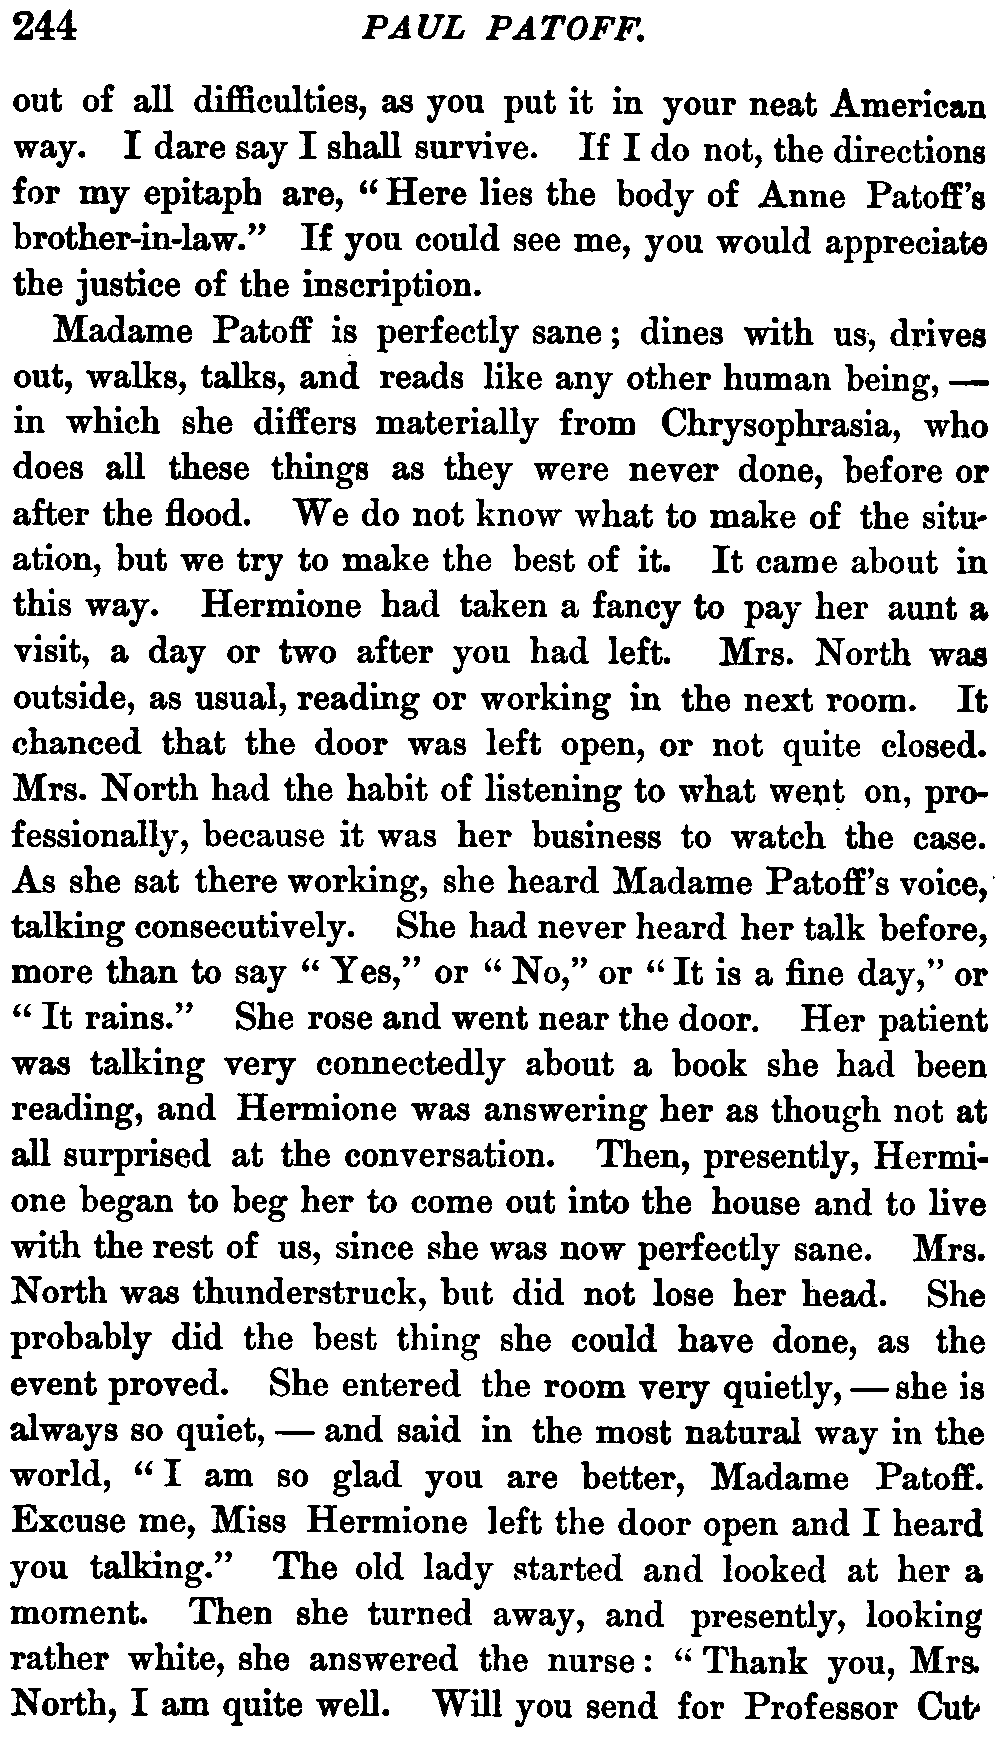 244 PAUL PATOFF.
out of all difficulties, as you put it in your neat American
way. I dare say I shall survive. If I do not, the directions
for my epitaph are, “Here lies the body of Anne Patoff’s
brother-in-law.” If you could see me, you would appreciate
the justice of the inscription.
Madame Patoff is perfectly sane; dines with us, drives
out, walks, talks, and reads like any other human being, —
in which she differs materially from Chrysophrasia, who
does all these things as they were never done, before or
after the flood. We do not know what to make of the situ-
ation, but we try to make the best of it. It came about in
this way. Hermione had taken a fancy to pay her aunt a
visit, a day or two after you had left. Mrs. North was
outside, as usual, reading or working in the next room. It
chanced that the door was left open, or not quite closed.
Mrs. North had the habit of listening to what went on, pro-
fessionally, because it was her business to watch the case.
As she sat there working, she heard Madame Patoff’s voice,
talking consecutively. She had never heard her talk before,
more than to say “Yes,” or “No,” or “It is a fine day,” or
“It rains.” She rose and went near the door. Her patient
was talking very connectedly about a book she had been
reading, and Hermione was answering her as though not at
all surprised at the conversation. Then, presently, Hermi-
one began to beg her to come out into the house and to live
with the rest of us, since she was now perfectly sane. Mrs.
North was thunderstruck, but did not lose her head. She
probably did the best thing she could have done, as the
event proved. She entered the room very quietly, — she is
always so quiet, — and said in the most natural way in the
world, “I am so glad you are better, Madame Patoff.
Excuse me, Miss Hermione left the door open and I heard
you talking.” The old lady started and looked at her a
moment. Then she turned away, and presently, looking
rather white, she answered the nurse: “Thank you, Mrs.
North, I am quite well. Will you send for Professor Cut-